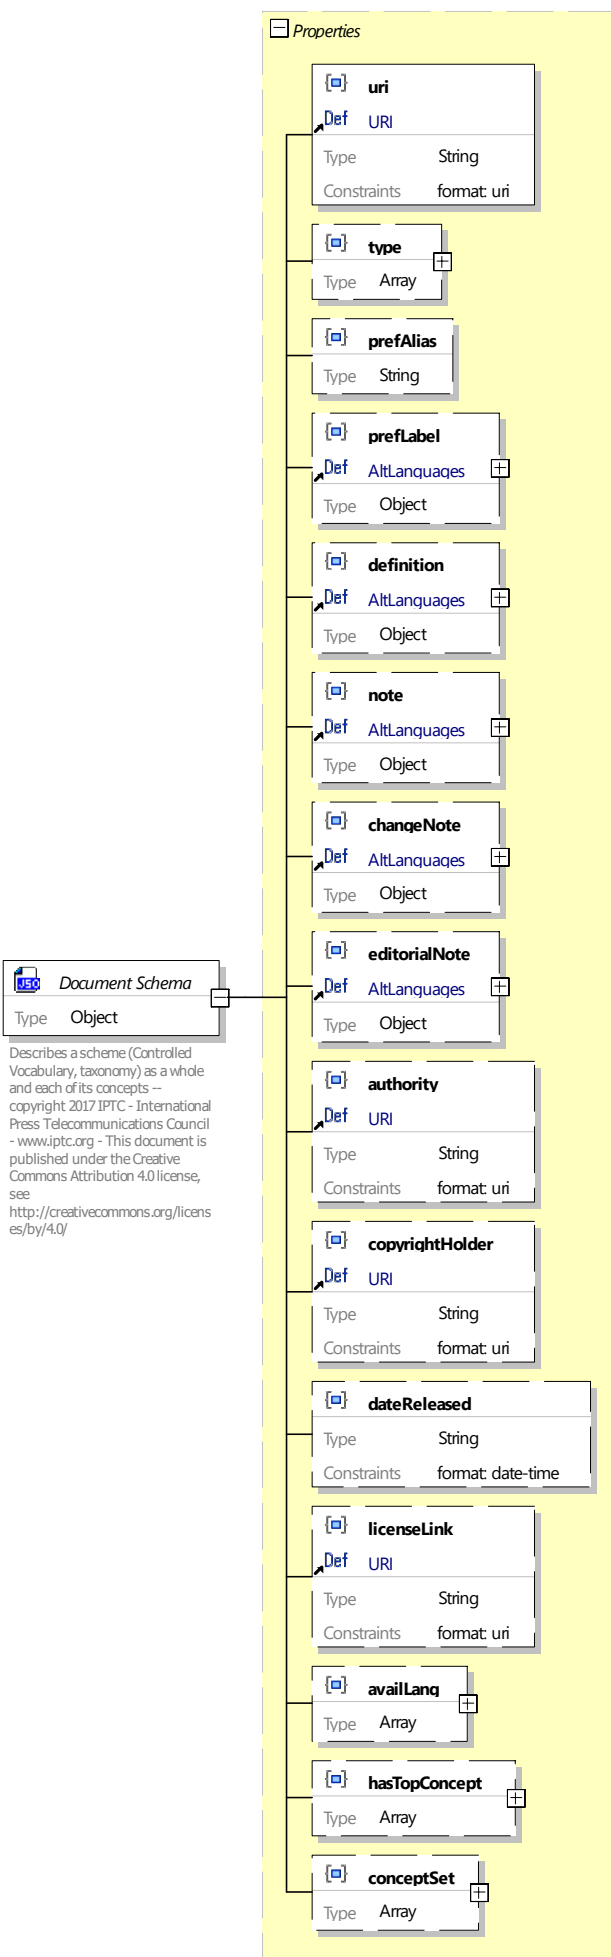 Properties
uri
Def URI
Type String
Constraints format: uri
type
Type Array
prefAlias
Type String
prefLabel
Def AltLanguages
Type Object
definition
Def AltLanguages
Type Object
note
Def AltLanguages
Type Object
changeNote
Def AltLanguages
Type Object
editorialNote
Def AltLanguages
Type Object
JSO Document Schema
Type Object
Describes a scheme (Controlled
Vocabulary, taxonomy) as a whole
and each of its concepts --
copyright 2017 IPTC - International
Press Telecommunications Council
- www.iptc.org - This document is
published under the Creative
Commons Attribution 4.0 license,
see
http://creativecommons.org/licens
es/by/4.0/
authority
Def URI
Type String
Constraints format: uri
copyrightHolder
Def URI
Type String
Constraints format: uri
dateReleased
Type String
Constraints format: date-time
licenseLink
Def URI
Type String
Constraints format: uri
availLang
Type Array
hasTopConcept
Type Array
conceptSet
Type Array